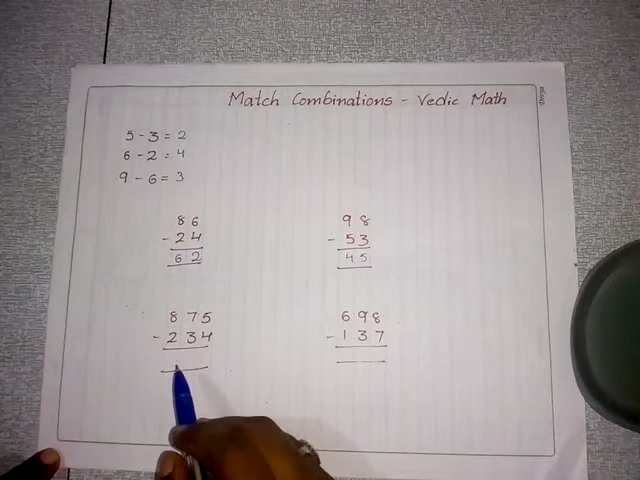 Match Combinations - Vedic Math
5 - 3 = 2
6 - 2 = 4
9 - 6 = 3
86
- 24
62
98
- 53
45
875
- 234
698
- 137